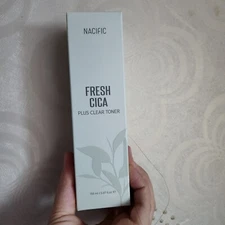 NACIFIC
FRESH
CICA
PLUS CLEAR TONER